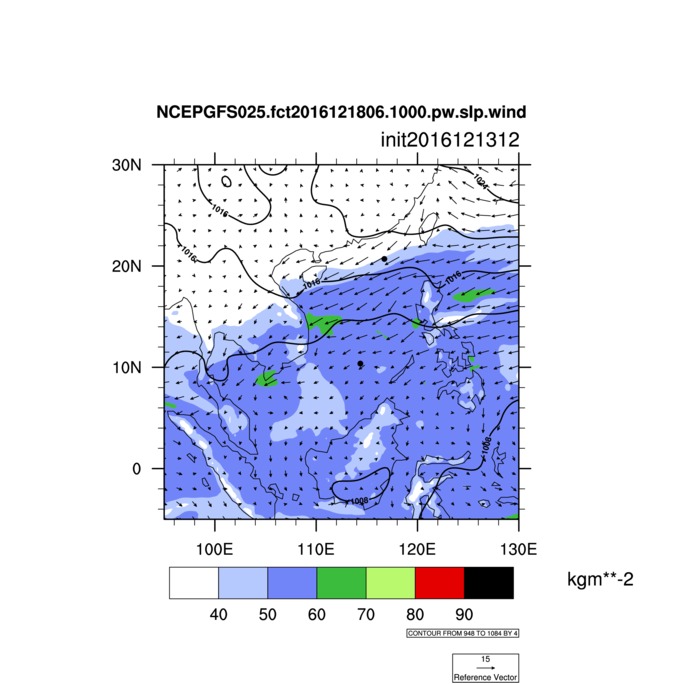 NCEPGFS025.fct2016121806.1000.pw.slp.wind
init2016121312
30N
1024
1016
1016
20N
1016
1016
10N
1008
0
1008
100E 110E 120E 130E
kgm**-2
40 50 60 70 80 90
CONTOUR FROM 948 TO 1084 BY 4
15
Reference Vector